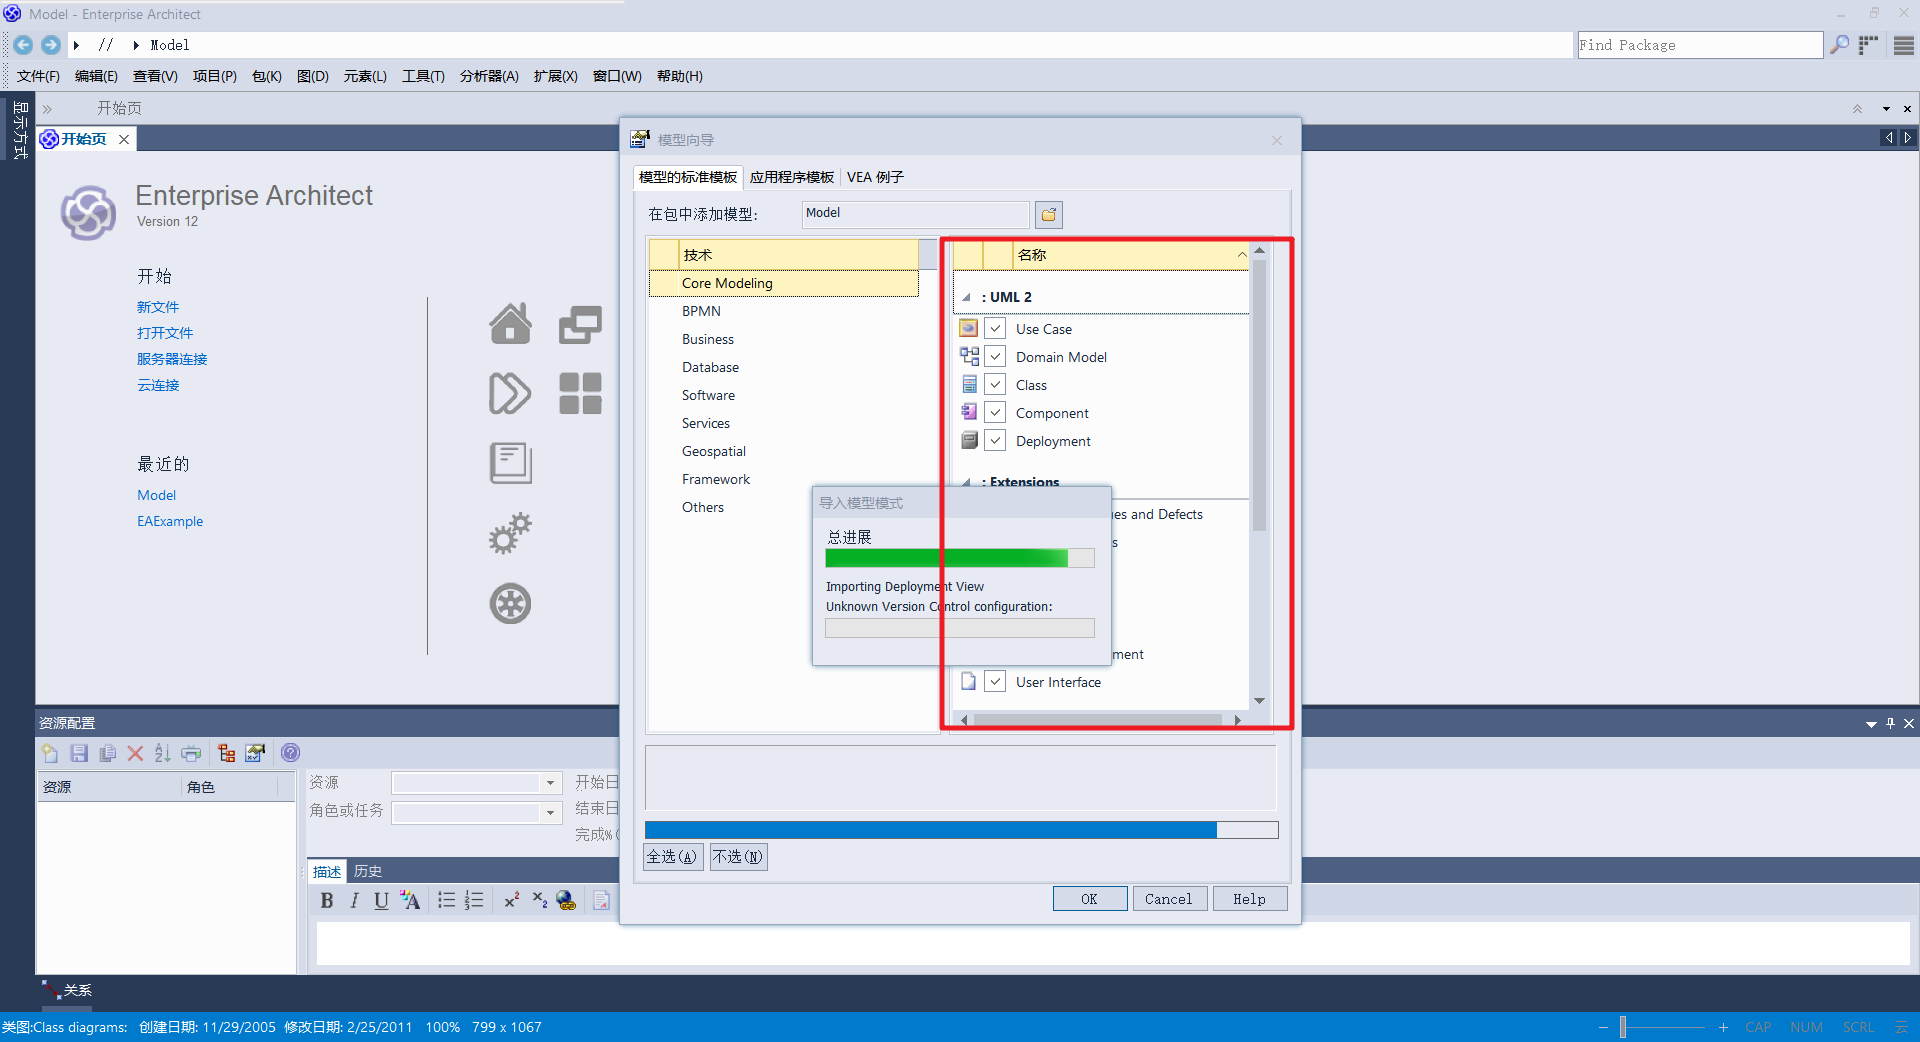 Model - Enterprise Architect
// Model
Find Package
文件(F) 编辑(E) 查看(V) 项目(P) 包(K) 图(D) 元素(L) 工具(T) 分析器(A) 扩展(X) 窗口(W) 帮助(H)
显示方式
开始页
开始页
Enterprise Architect
Version 12
开始
新文件
打开文件
服务器连接
云连接
最近的
Model
EAExample
模型向导
模型的标准模板 应用程序模板 VEA 例子
在包中添加模型: Model
技术
Core Modeling
BPMN
Business
Database
Software
Services
Geospatial
Framework
Others
名称
: UML 2
Use Case
Domain Model
Class
Component
Deployment
: Extensions
es and Defects
s
ment
User Interface
导入模型模式
总进展
Importing Deployment View
Unknown Version Control configuration:
全选(A) 不选(N)
OK Cancel Help
资源配置
资源 角色
资源 开始日
角色或任务 结束日
完成%(
描述 历史
B I U A
关系
类图:Class diagrams: 创建日期: 11/29/2005 修改日期: 2/25/2011 100% 799 x 1067
CAP NUM SCRL 云